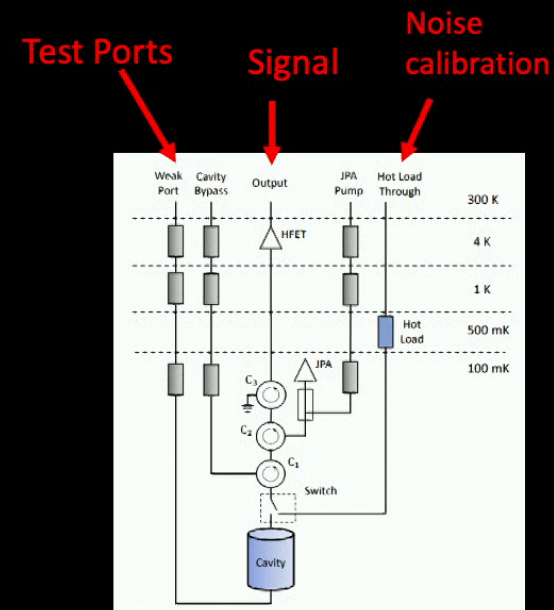 Test Ports
Signal
Noise
calibration
Weak
Port
Cavity
Bypass
Output
JPA
Pump
Hot Load
Through
300 K
HFET
4 K
1 K
Hot
Load
500 mK
100 mK
JPA
C₃
C₂
C₁
Switch
Cavity